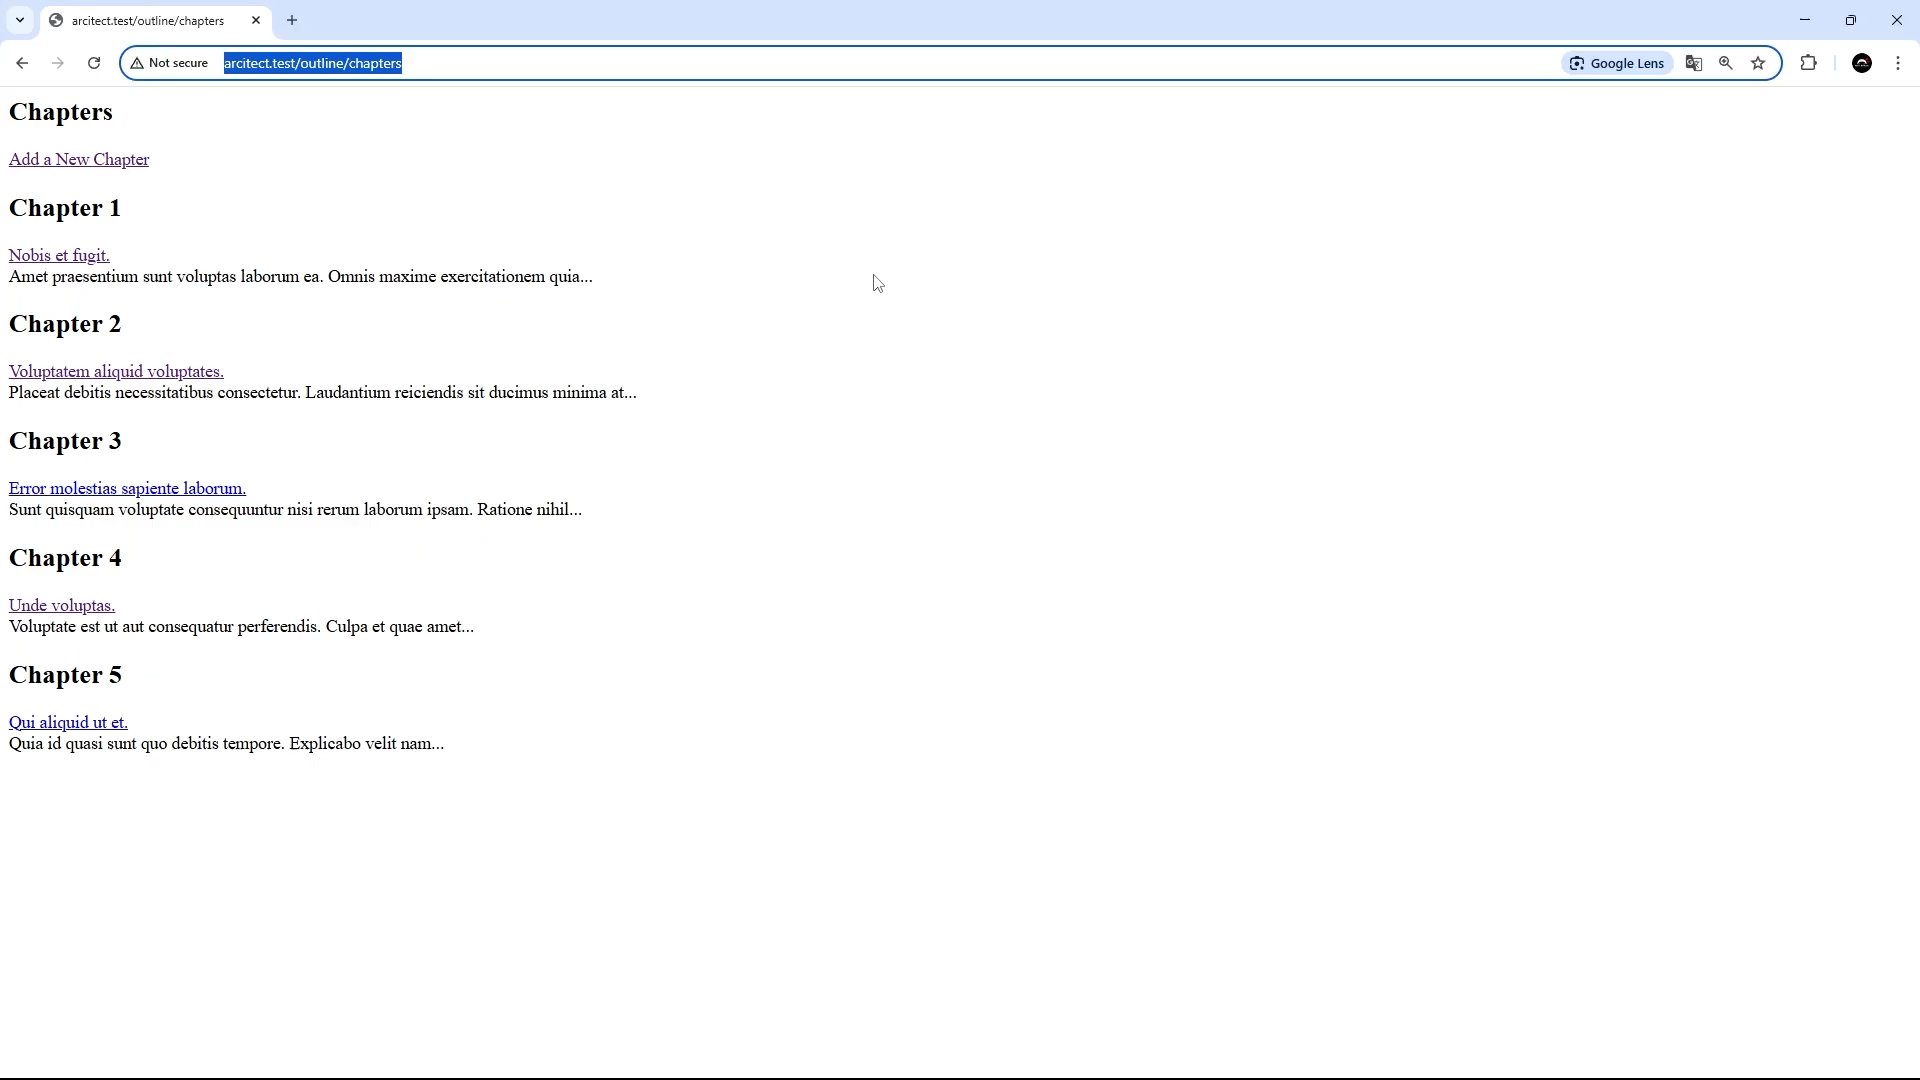 arcitect.test/outline/chapters
Not secure
arcitect.test/outline/chapters
Google Lens
Chapters
Add a New Chapter
Chapter 1
Nobis et fugit.
Amet praesentium sunt voluptas laborum ea. Omnis maxime exercitationem quia...
Chapter 2
Voluptatem aliquid voluptates.
Placeat debitis necessitatibus consectetur. Laudantium reiciendis sit ducimus minima at...
Chapter 3
Error molestias sapiente laborum.
Sunt quisquam voluptate consequuntur nisi rerum laborum ipsam. Ratione nihil...
Chapter 4
Unde voluptas.
Voluptate est ut aut consequatur perferendis. Culpa et quae amet...
Chapter 5
Qui aliquid ut et.
Quia id quasi sunt quo debitis tempore. Explicabo velit nam...